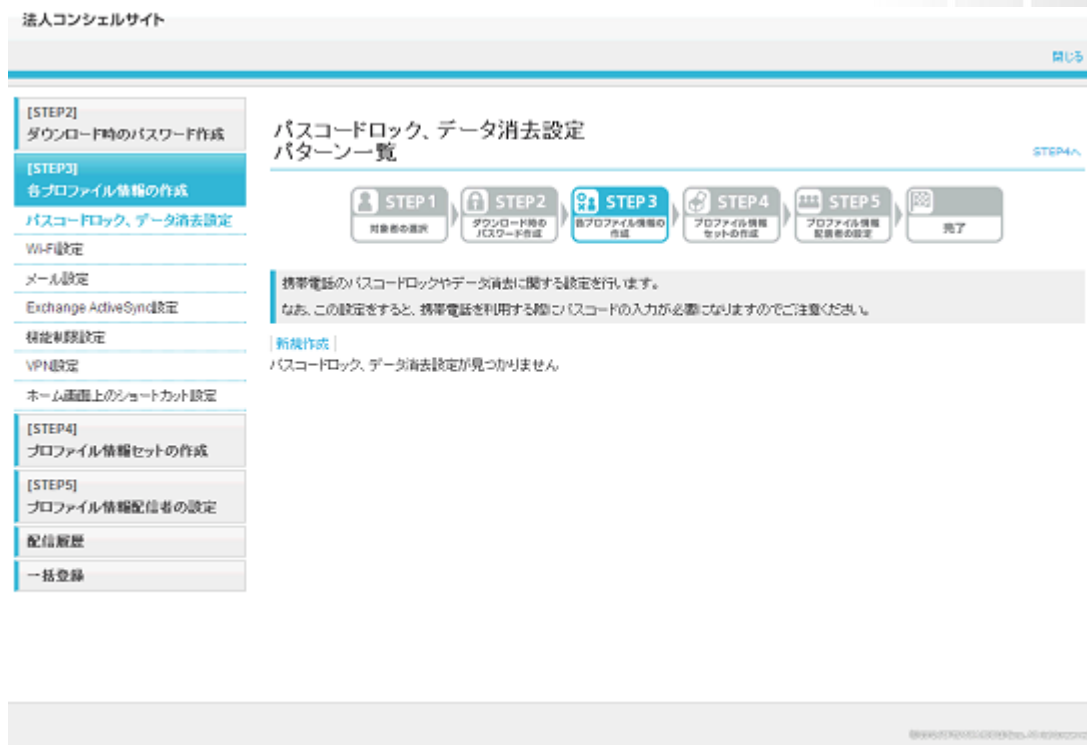 法人コンシェルサイト
閉じる
[STEP2]
ダウンロード時のパスワード作成
[STEP3]
各プロファイル情報の作成
パスコードロック、データ消去設定
Wi-Fi設定
メール設定
Exchange ActiveSync設定
機能制限設定
VPN設定
ホーム画面上のショートカット設定
[STEP4]
プロファイル情報セットの作成
[STEP5]
プロファイル情報配信者の設定
配信履歴
一括登録
パスコードロック、データ消去設定
パターン一覧
STEP4へ
STEP 1
対象者の選択
STEP 2
ダウンロード時の
パスワード作成
STEP 3
各プロファイル情報の
作成
STEP 4
プロファイル情報
セットの作成
STEP 5
プロファイル情報
配信者の設定
完了
携帯電話のパスコードロックやデータ消去に関する設定を行います。
なお、この設定をすると、携帯電話を利用する際にパスコードの入力が必要になりますのでご注意ください。
新規作成
パスコードロック、データ消去設定が見つかりません